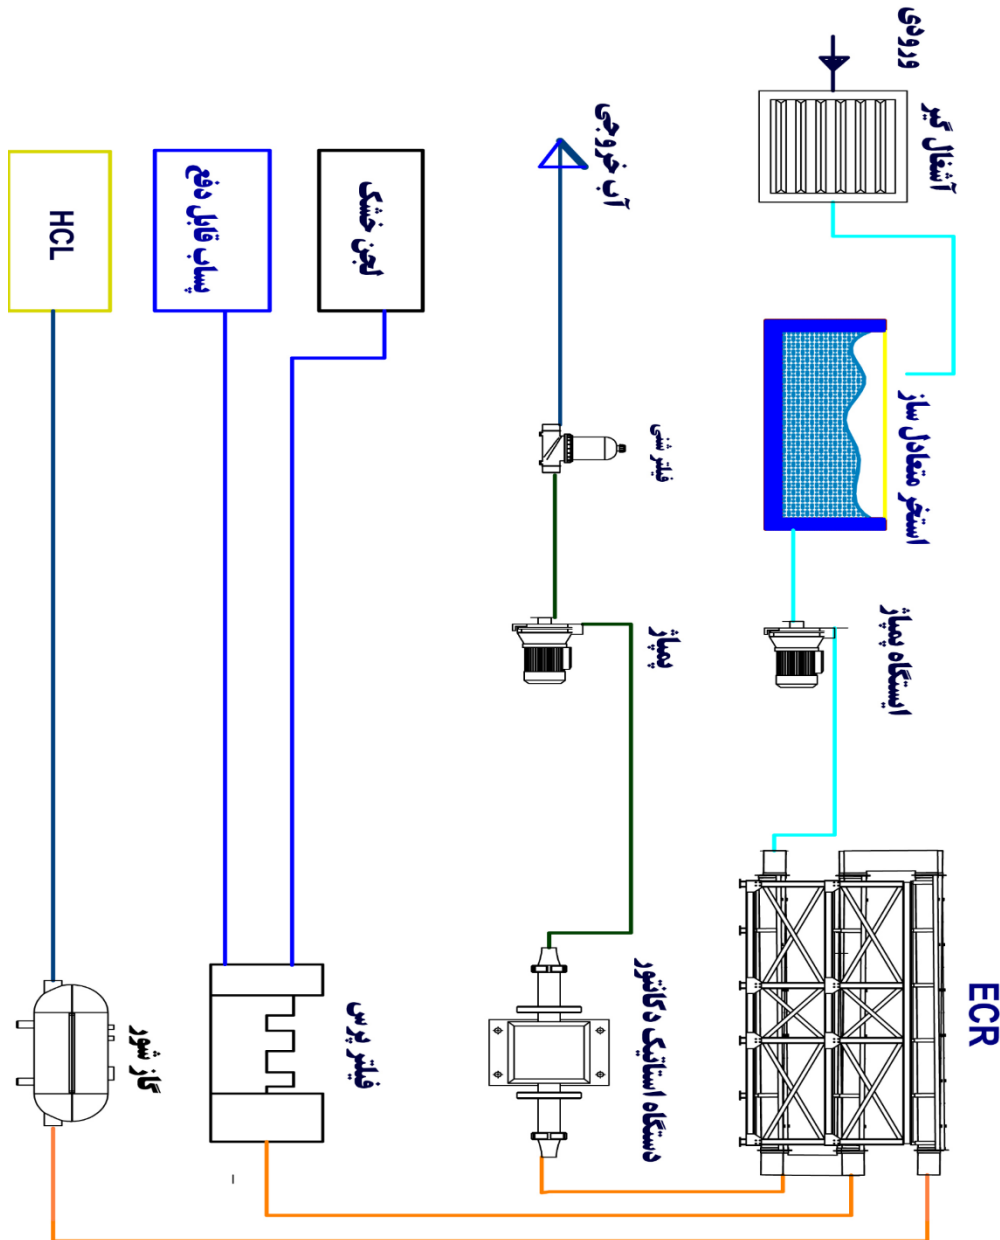 ورودی
آشغال گیر
استخر متعادل ساز
ایستگاه پمپاژ
ECR
آب خروجی
فیلتر شنی
پمپاژ
دستگاه استاتیک دکانتور
لجن خشک
پساب قابل دفع
فیلتر پرس
HCL
گاز شور